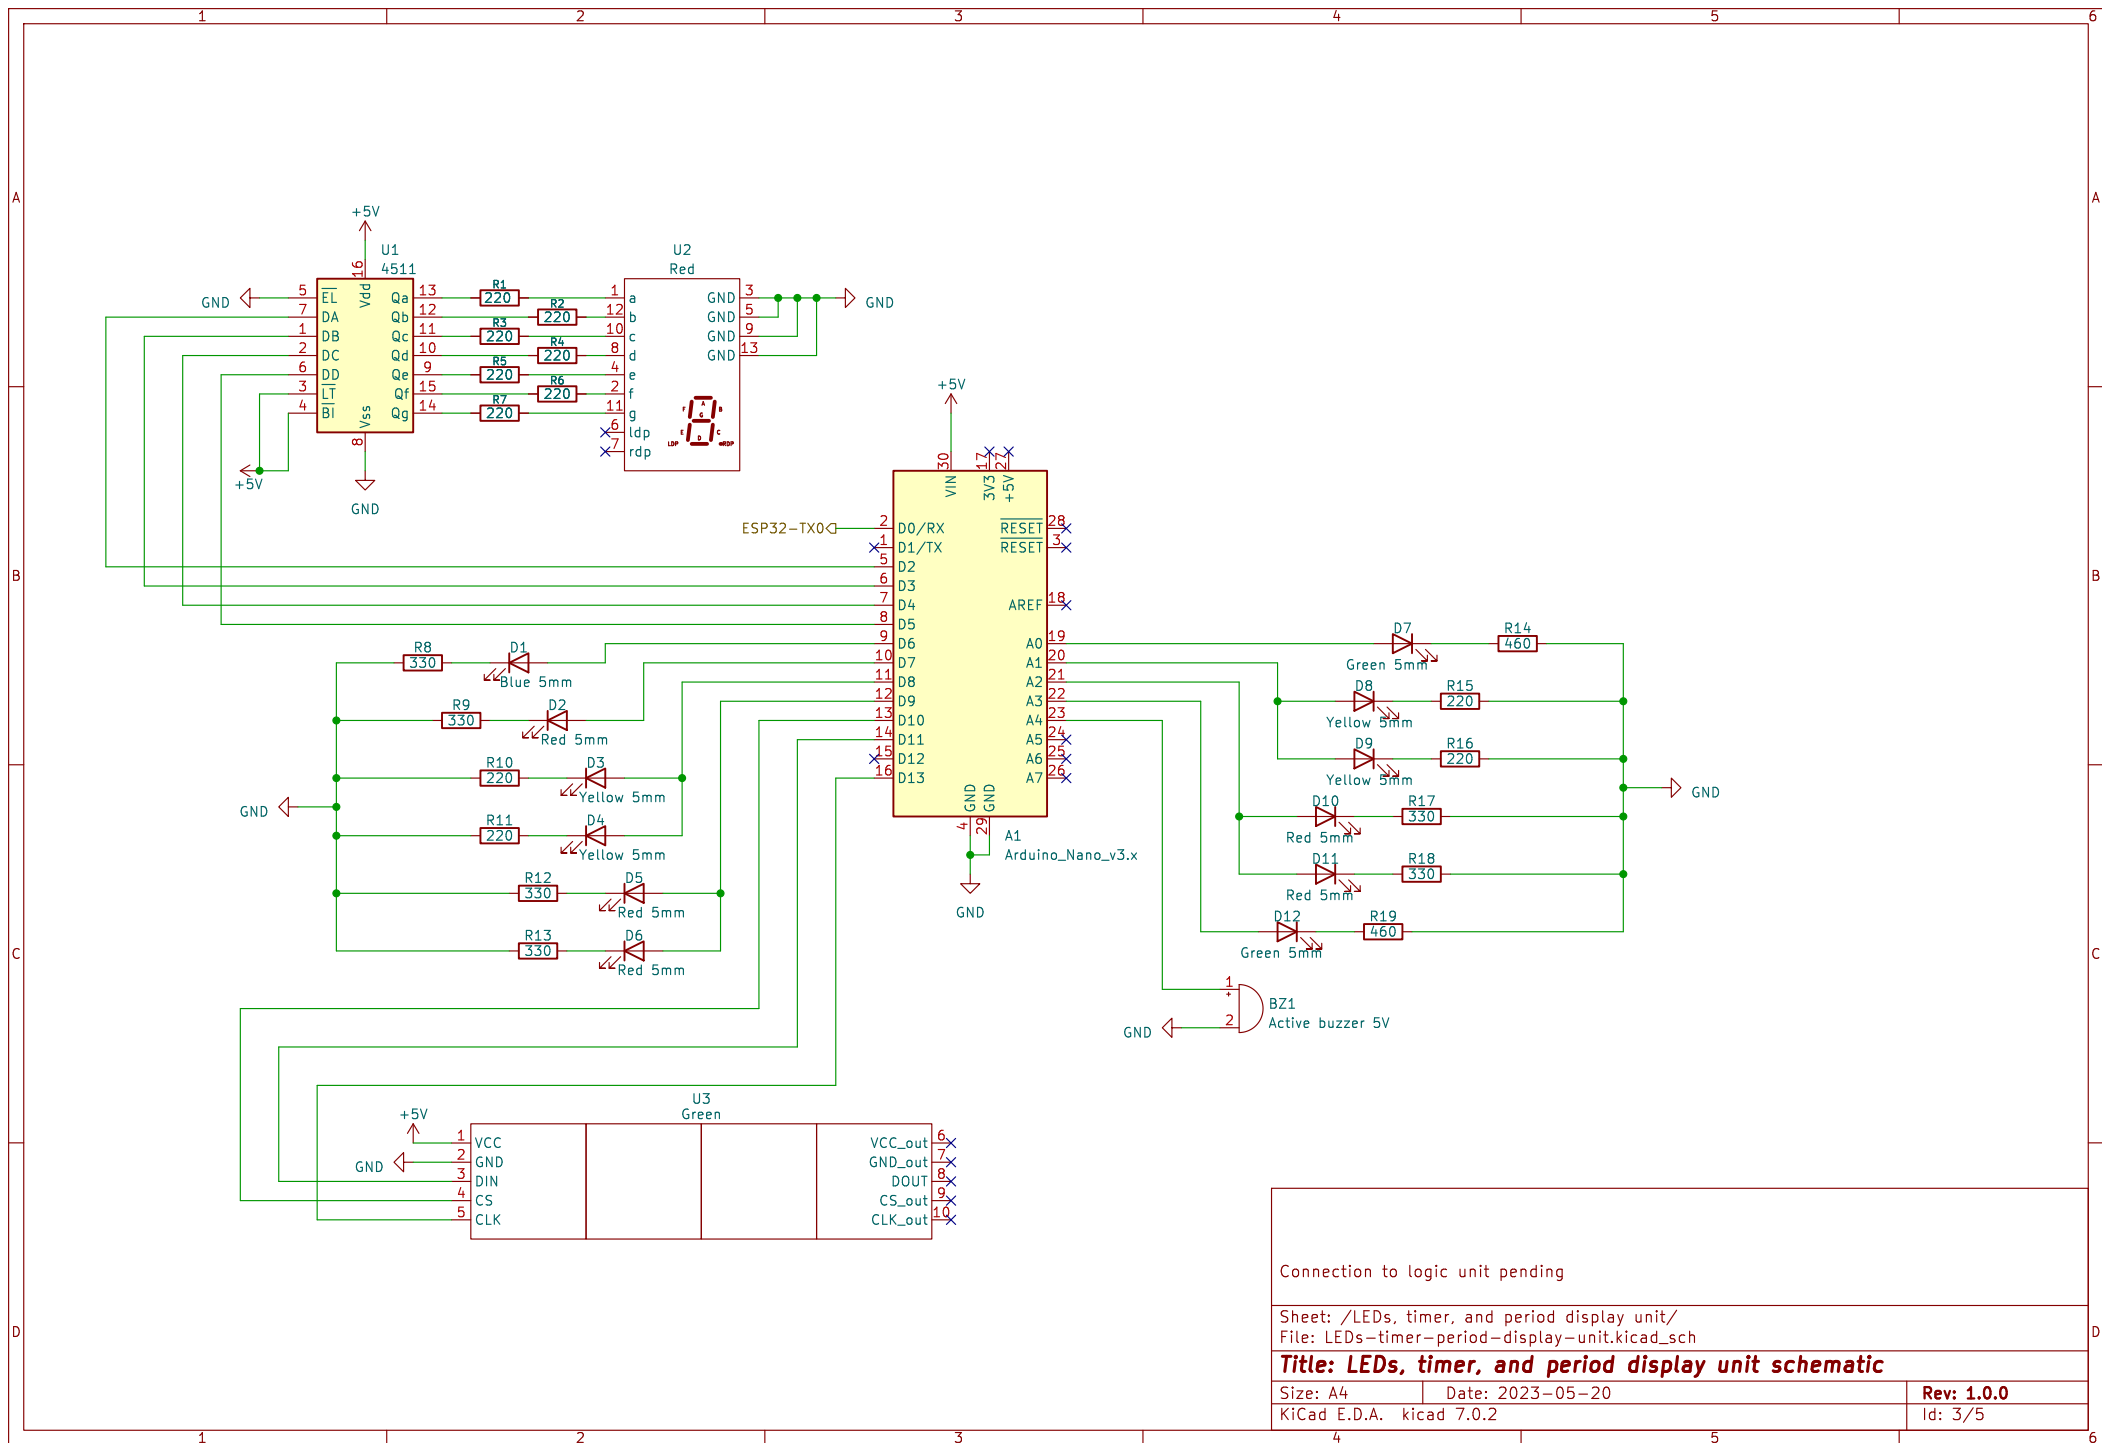 1 2 3 4 5 6
A A
B B
C C
D D
+5V
U1
4511
16
Vdd
GND
5 EL Qa 13
7 DA Qb 12
1 DB Qc 11
2 DC Qd 10
6 DD Qe 9
3 LT Qf 15
4 BI Qg 14
Vss
8
+5V
GND
R1
220
R2
220
R3
220
R4
220
R5
220
R6
220
R7
220
U2
Red
1 a GND 3
12 b GND 5
10 c GND 9
8 d GND 13
4 e
2 f
11 g
6 ldp
7 rdp
A
F B
G
E C
D
LDP RDP
GND
+5V
30 17 27
VIN 3V3 +5V
ESP32-TX0
2 D0/RX RESET 28
1 D1/TX RESET 3
5 D2
6 D3
7 D4 AREF 18
8 D5
9 D6 A0 19
10 D7 A1 20
11 D8 A2 21
12 D9 A3 22
13 D10 A4 23
14 D11 A5 24
15 D12 A6 25
16 D13 A7 26
GND GND
4 29
A1
Arduino_Nano_v3.x
GND
R8 D1
330
Blue 5mm
R9 D2
330
Red 5mm
R10 D3
220
Yellow 5mm
GND
R11 D4
220
Yellow 5mm
R12 D5
330
Red 5mm
R13 D6
330
Red 5mm
D7 R14
460
Green 5mm
D8 R15
220
Yellow 5mm
D9 R16
220
Yellow 5mm
GND
D10 R17
330
Red 5mm
D11 R18
330
Red 5mm
D12 R19
460
Green 5mm
1
+
BZ1
2
Active buzzer 5V
GND
U3
Green
+5V
GND
1 VCC VCC_out 6
2 GND GND_out 7
3 DIN DOUT 8
4 CS CS_out 9
5 CLK CLK_out 10
Connection to logic unit pending
Sheet: /LEDs, timer, and period display unit/
File: LEDs-timer-period-display-unit.kicad_sch
Title: LEDs, timer, and period display unit schematic
Size: A4 Date: 2023-05-20 Rev: 1.0.0
KiCad E.D.A. kicad 7.0.2 Id: 3/5
1 2 3 4 5 6